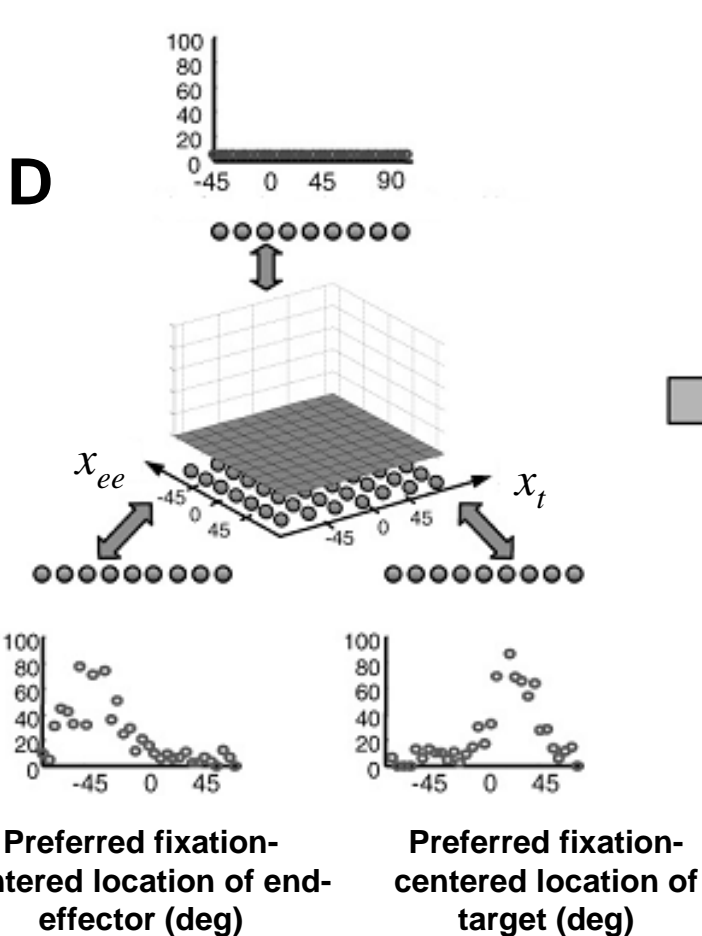 100
80
60
40
20
0
-45 0 45 90
D
x_ee
x_t
-45
0
45
-45
0
45
100
80
60
40
20
0
-45 0 45
100
80
60
40
20
0
-45 0 45
Preferred fixation-
ntered location of end-
effector (deg)
Preferred fixation-
centered location of
target (deg)